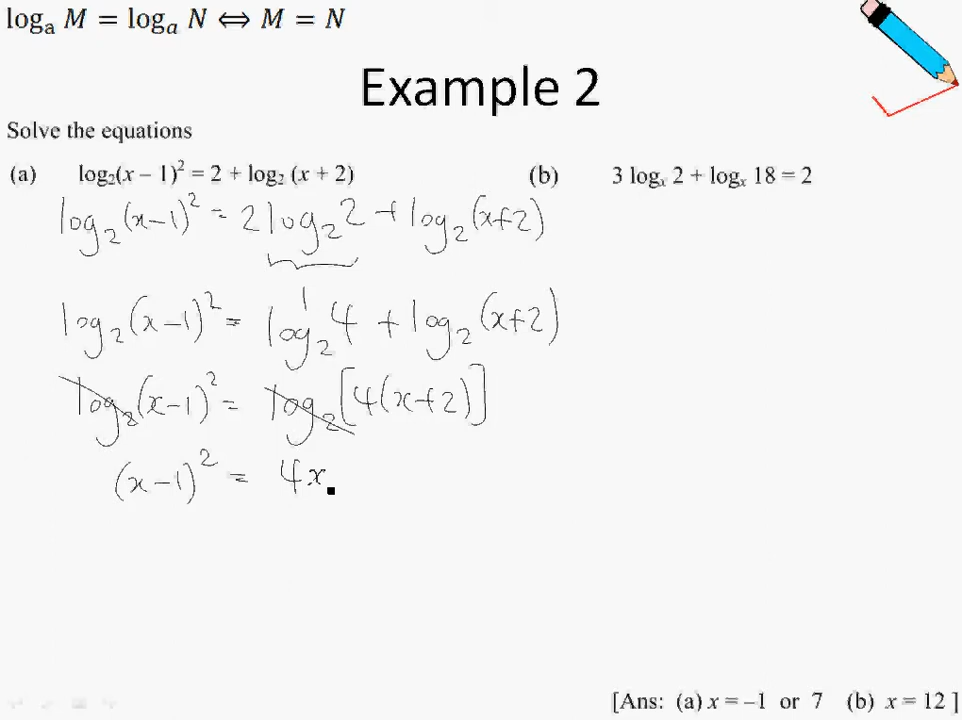 logₐ M = logₐ N ⇔ M = N
Example 2
Solve the equations
(a) log₂(x – 1)² = 2 + log₂ (x + 2)
(b) 3 logₓ 2 + logₓ 18 = 2
log₂(x−1)² = 2log₂2 + log₂(x+2)
1
log₂(x−1)² = log₂4 + log₂(x+2)
log₂(x−1)² = log₂[4(x+2)]
(x−1)² = 4x
[Ans: (a) x = –1 or 7 (b) x = 12 ]